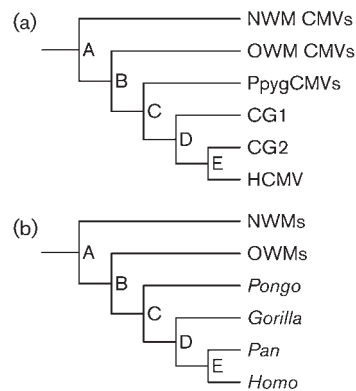 (a)
NWM CMVs
A
OWM CMVs
B
PpygCMVs
C
CG1
D
CG2
E
HCMV
(b)
NWMs
A
OWMs
B
Pongo
C
Gorilla
D
Pan
E
Homo